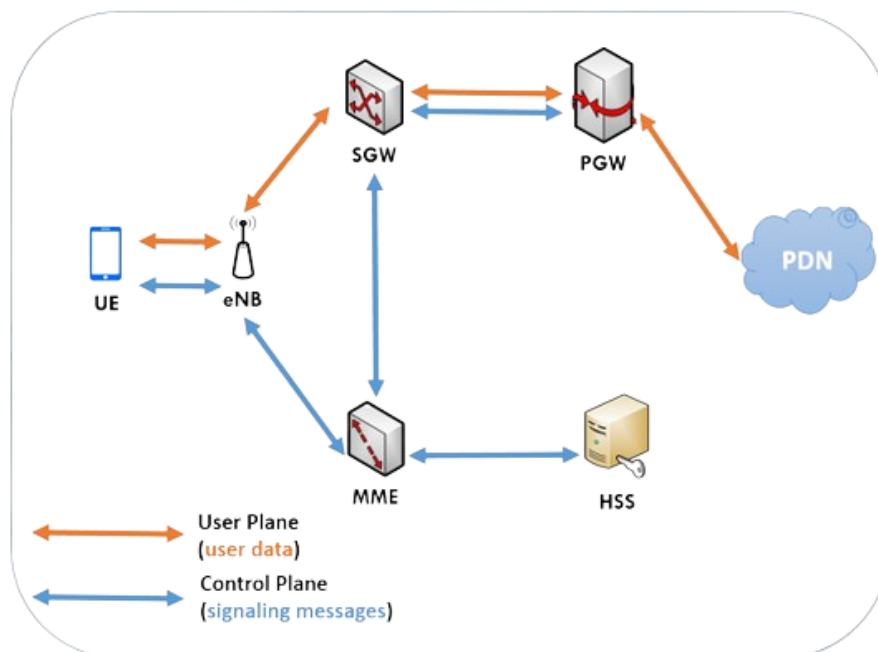 SGW
PGW
UE
eNB
PDN
MME
HSS
User Plane
(user data)
Control Plane
(signaling messages)